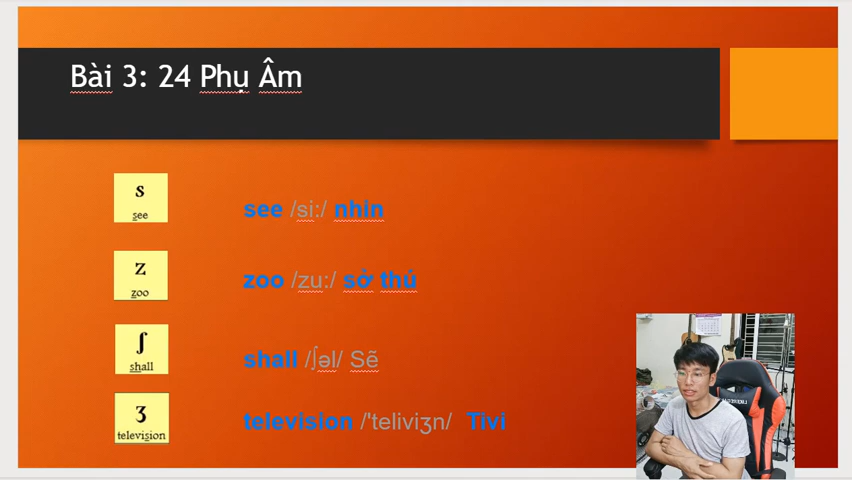 Bài 3: 24 Phụ Âm
s
see
see /si:/ nhìn
z
zoo
zoo /zu:/ sở thú
ʃ
shall
shall /ʃəl/ Sẽ
ʒ
television
television /'teliviʒn/ Tivi